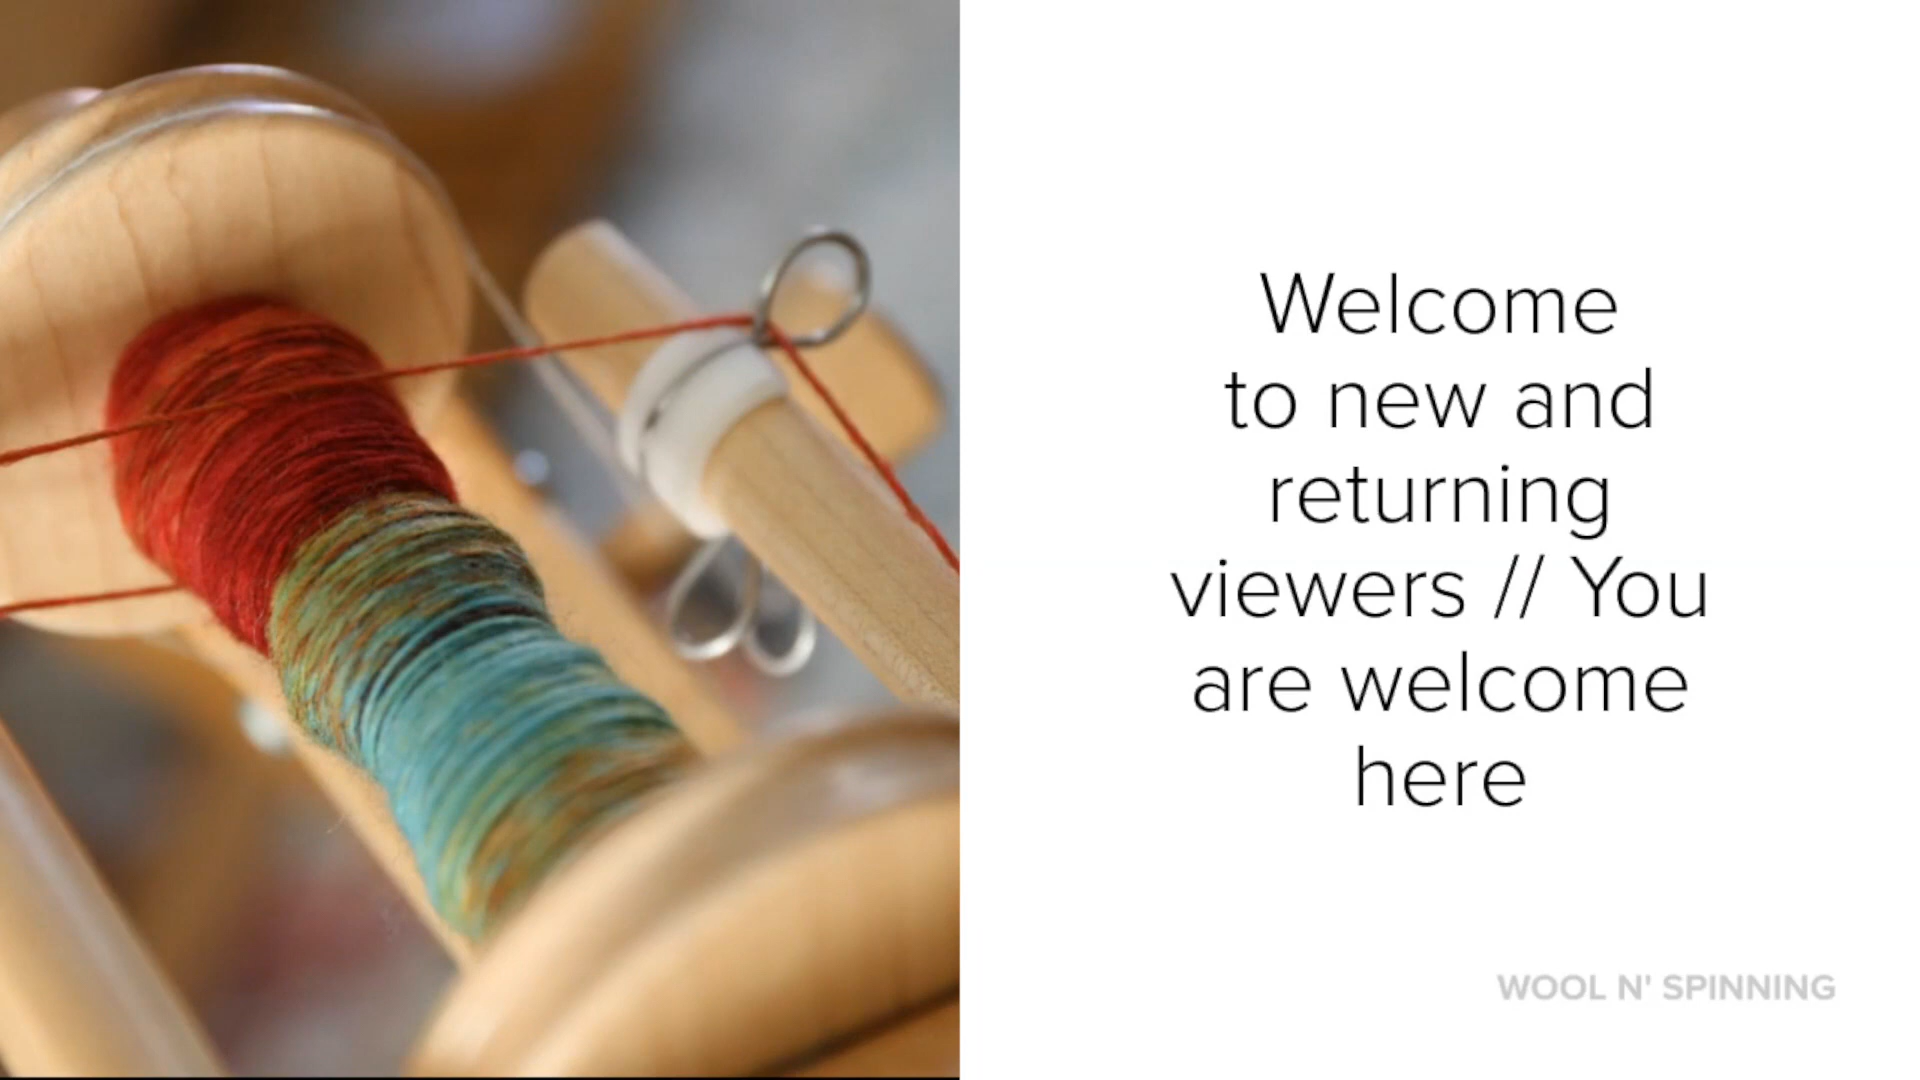 Welcome
to new and
returning
viewers // You
are welcome
here
WOOL N' SPINNING